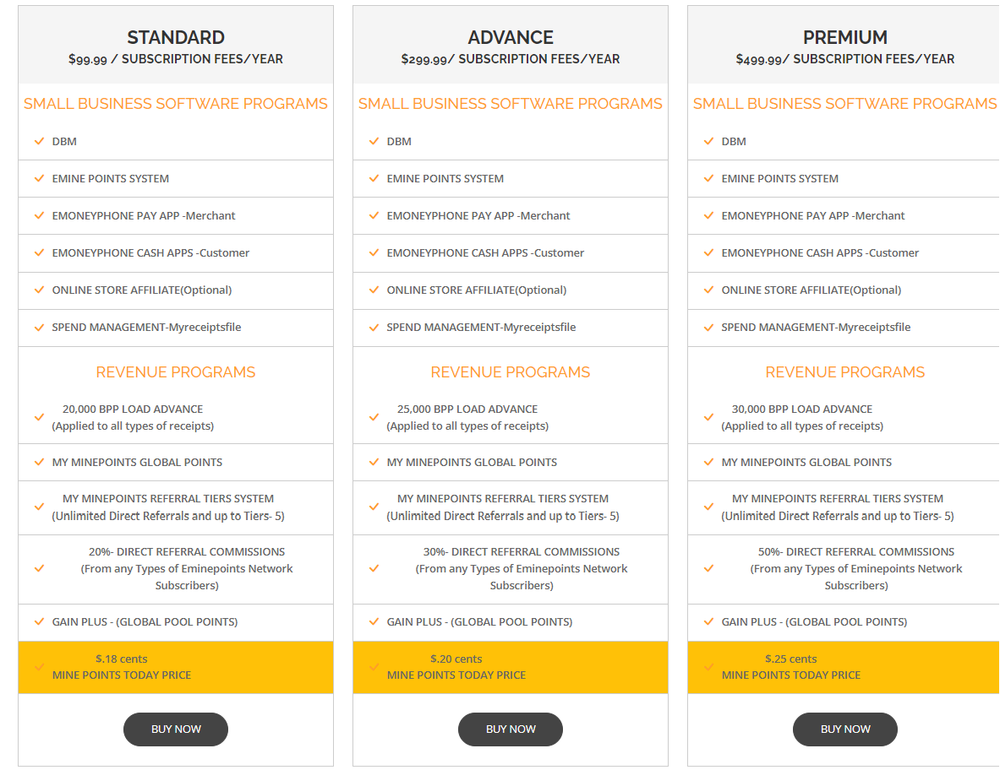 STANDARD
$99.99 / SUBSCRIPTION FEES/YEAR
SMALL BUSINESS SOFTWARE PROGRAMS
DBM
EMINE POINTS SYSTEM
EMONEYPHONE PAY APP -Merchant
EMONEYPHONE CASH APPS -Customer
ONLINE STORE AFFILIATE(Optional)
SPEND MANAGEMENT-Myreceiptsfile
REVENUE PROGRAMS
20,000 BPP LOAD ADVANCE
(Applied to all types of receipts)
MY MINEPOINTS GLOBAL POINTS
MY MINEPOINTS REFERRAL TIERS SYSTEM
(Unlimited Direct Referrals and up to Tiers- 5)
20%- DIRECT REFERRAL COMMISSIONS
(From any Types of Eminepoints Network
Subscribers)
GAIN PLUS - (GLOBAL POOL POINTS)
$.18 cents
MINE POINTS TODAY PRICE
BUY NOW
ADVANCE
$299.99/ SUBSCRIPTION FEES/YEAR
SMALL BUSINESS SOFTWARE PROGRAMS
DBM
EMINE POINTS SYSTEM
EMONEYPHONE PAY APP -Merchant
EMONEYPHONE CASH APPS -Customer
ONLINE STORE AFFILIATE(Optional)
SPEND MANAGEMENT-Myreceiptsfile
REVENUE PROGRAMS
25,000 BPP LOAD ADVANCE
(Applied to all types of receipts)
MY MINEPOINTS GLOBAL POINTS
MY MINEPOINTS REFERRAL TIERS SYSTEM
(Unlimited Direct Referrals and up to Tiers- 5)
30%- DIRECT REFERRAL COMMISSIONS
(From any Types of Eminepoints Network
Subscribers)
GAIN PLUS - (GLOBAL POOL POINTS)
$.20 cents
MINE POINTS TODAY PRICE
BUY NOW
PREMIUM
$499.99/ SUBSCRIPTION FEES/YEAR
SMALL BUSINESS SOFTWARE PROGRAMS
DBM
EMINE POINTS SYSTEM
EMONEYPHONE PAY APP -Merchant
EMONEYPHONE CASH APPS -Customer
ONLINE STORE AFFILIATE(Optional)
SPEND MANAGEMENT-Myreceiptsfile
REVENUE PROGRAMS
30,000 BPP LOAD ADVANCE
(Applied to all types of receipts)
MY MINEPOINTS GLOBAL POINTS
MY MINEPOINTS REFERRAL TIERS SYSTEM
(Unlimited Direct Referrals and up to Tiers- 5)
50%- DIRECT REFERRAL COMMISSIONS
(From any Types of Eminepoints Network
Subscribers)
GAIN PLUS - (GLOBAL POOL POINTS)
$.25 cents
MINE POINTS TODAY PRICE
BUY NOW